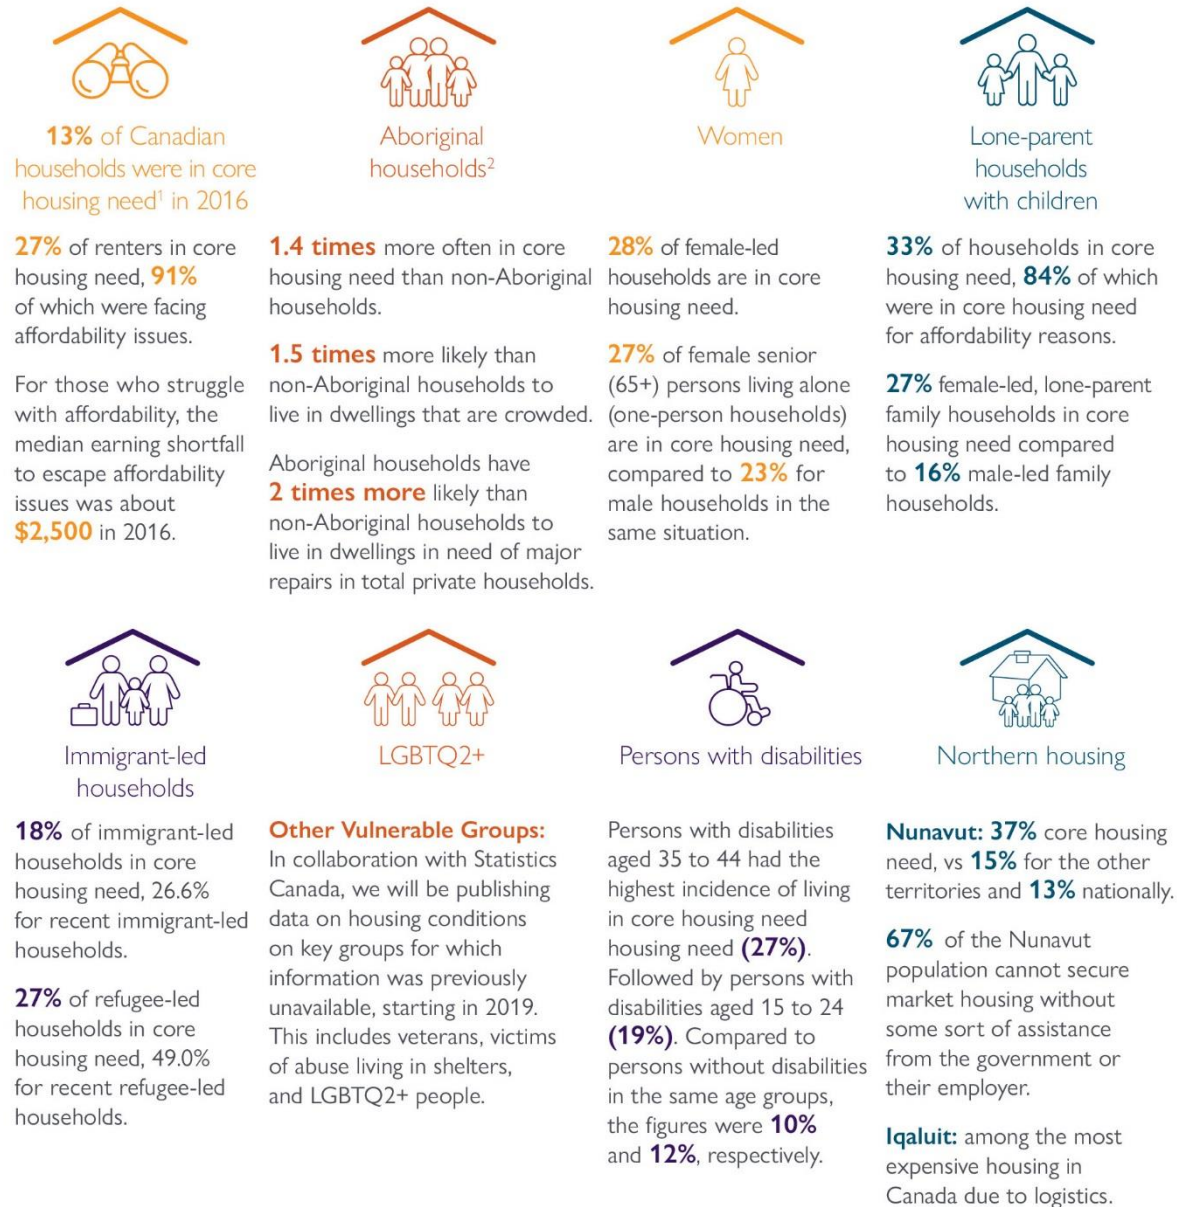 13% of Canadian
households were in core
housing need¹ in 2016
27% of renters in core
housing need, 91%
of which were facing
affordability issues.
For those who struggle
with affordability, the
median earning shortfall
to escape affordability
issues was about
$2,500 in 2016.
Aboriginal
households²
1.4 times more often in core
housing need than non-Aboriginal
households.
1.5 times more likely than
non-Aboriginal households to
live in dwellings that are crowded.
Aboriginal households have
2 times more likely than
non-Aboriginal households to
live in dwellings in need of major
repairs in total private households.
Women
28% of female-led
households are in core
housing need.
27% of female senior
(65+) persons living alone
(one-person households)
are in core housing need,
compared to 23% for
male households in the
same situation.
Lone-parent
households
with children
33% of households in core
housing need, 84% of which
were in core housing need
for affordability reasons.
27% female-led, lone-parent
family households in core
housing need compared
to 16% male-led family
households.
Immigrant-led
households
18% of immigrant-led
households in core
housing need, 26.6%
for recent immigrant-led
households.
27% of refugee-led
households in core
housing need, 49.0%
for recent refugee-led
households.
LGBTQ2+
Other Vulnerable Groups:
In collaboration with Statistics
Canada, we will be publishing
data on housing conditions
on key groups for which
information was previously
unavailable, starting in 2019.
This includes veterans, victims
of abuse living in shelters,
and LGBTQ2+ people.
Persons with disabilities
Persons with disabilities
aged 35 to 44 had the
highest incidence of living
in core housing need
housing need (27%).
Followed by persons with
disabilities aged 15 to 24
(19%). Compared to
persons without disabilities
in the same age groups,
the figures were 10%
and 12%, respectively.
Northern housing
Nunavut: 37% core housing
need, vs 15% for the other
territories and 13% nationally.
67% of the Nunavut
population cannot secure
market housing without
some sort of assistance
from the government or
their employer.
Iqaluit: among the most
expensive housing in
Canada due to logistics.